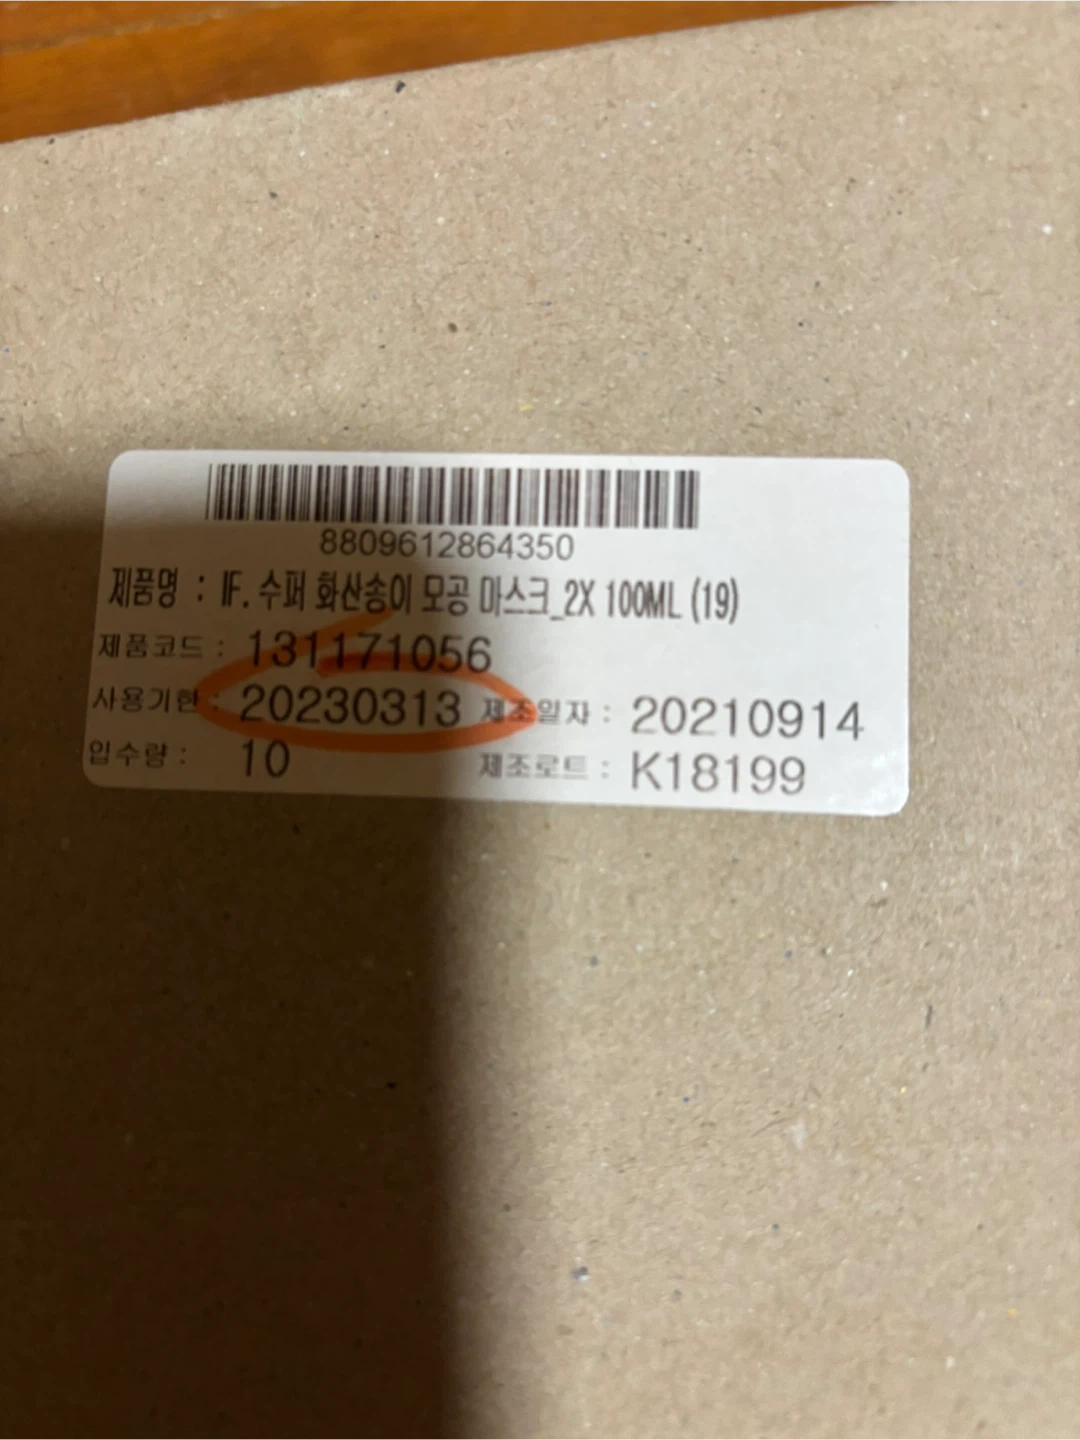 8809612864350
제품명 : IF. 수퍼 화산송이 모공 마스크_2X 100ML (19)
제품코드 : 131171056
사용기한 : 20230313 제조일자 : 20210914
입수량 : 10 제조로트 : K18199